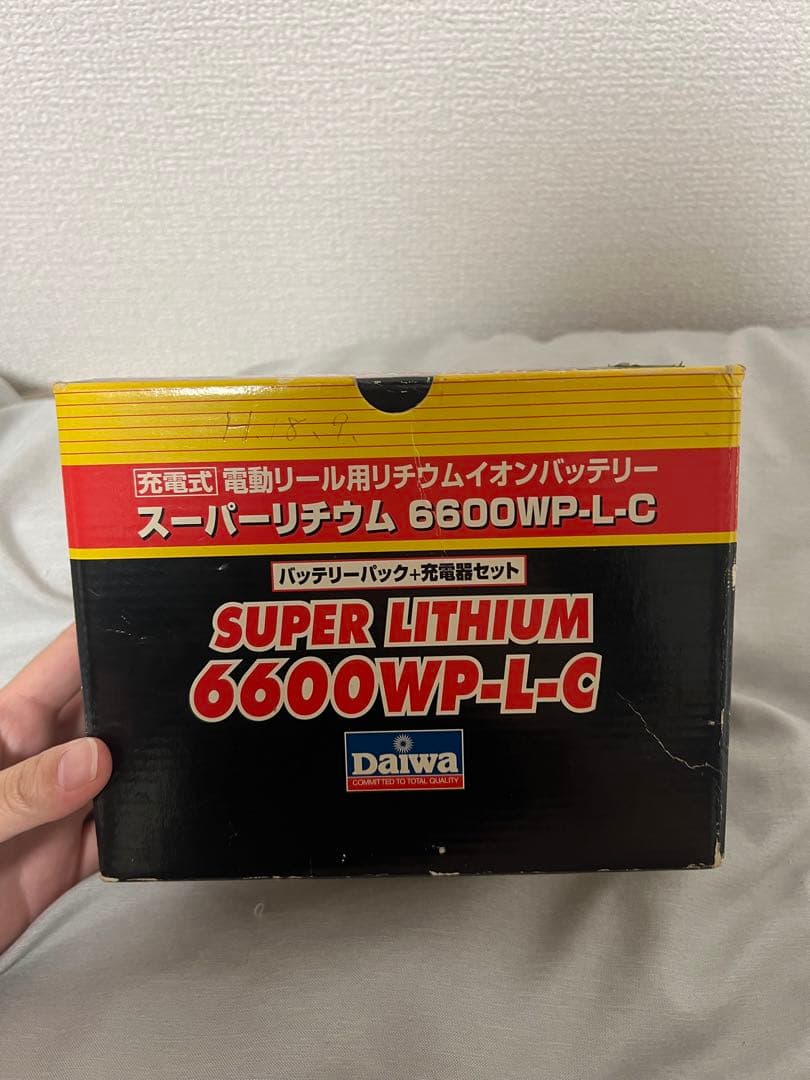 H.18.9.
充電式 電動リール用リチウムイオンバッテリー
スーパーリチウム 6600WP-L-C
バッテリーパック+充電器セット
SUPER LITHIUM
6600WP-L-C
Daiwa
COMMITTED TO TOTAL QUALITY